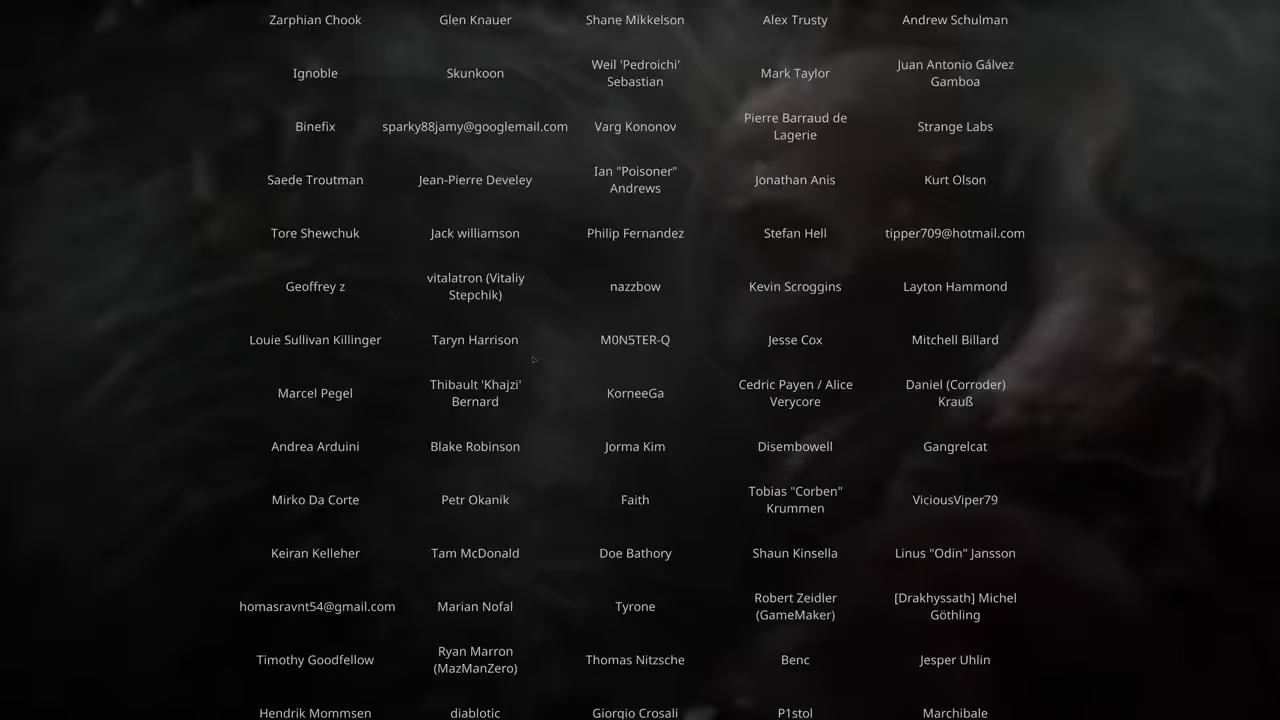 Zarphian Chook Glen Knauer Shane Mikkelson Alex Trusty Andrew Schulman
Ignoble Skunkoon Weil 'Pedroichi' Sebastian Mark Taylor Juan Antonio Gálvez Gamboa
Binefix sparky88jamy@googlemail.com Varg Kononov Pierre Barraud de Lagerie Strange Labs
Saede Troutman Jean-Pierre Develey Ian "Poisoner" Andrews Jonathan Anis Kurt Olson
Tore Shewchuk Jack williamson Philip Fernandez Stefan Hell tipper709@hotmail.com
Geoffrey z vitalatron (Vitaliy Stepchik) nazzbow Kevin Scroggins Layton Hammond
Louie Sullivan Killinger Taryn Harrison M0N5TER-Q Jesse Cox Mitchell Billard
Marcel Pegel Thibault 'Khajzi' Bernard KorneeGa Cedric Payen / Alice Verycore Daniel (Corroder) Krauß
Andrea Arduini Blake Robinson Jorma Kim Disembowell Gangrelcat
Mirko Da Corte Petr Okanik Faith Tobias "Corben" Krummen ViciousViper79
Keiran Kelleher Tam McDonald Doe Bathory Shaun Kinsella Linus "Odin" Jansson
homasravnt54@gmail.com Marian Nofal Tyrone Robert Zeidler (GameMaker) [Drakhyssath] Michel Göthling
Timothy Goodfellow Ryan Marron (MazManZero) Thomas Nitzsche Benc Jesper Uhlin
Hendrik Mommsen diablotic Giorgio Crosali P1stol Marchibale